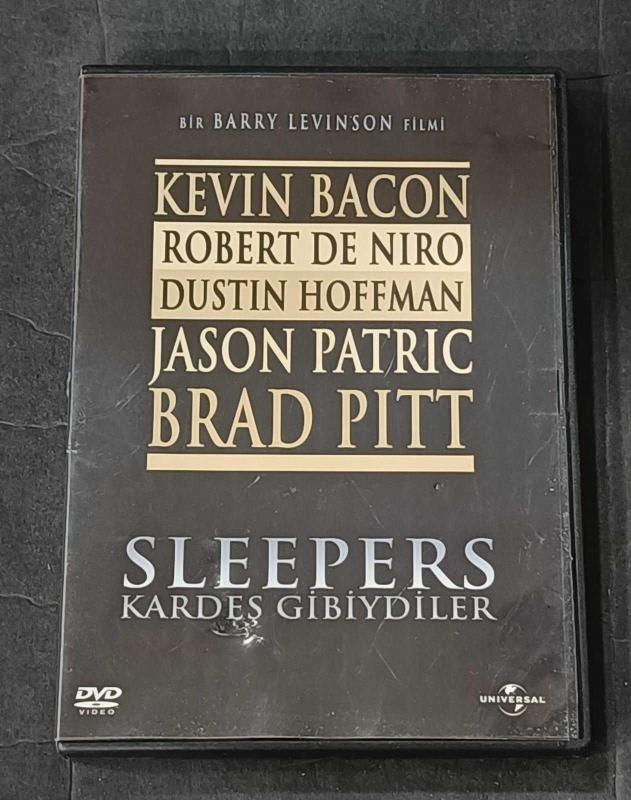 BİR BARRY LEVINSON FİLMİ
KEVIN BACON
ROBERT DE NIRO
DUSTIN HOFFMAN
JASON PATRIC
BRAD PITT
SLEEPERS
KARDEŞ GİBİYDİLER
DVD
VIDEO
UNIVERSAL